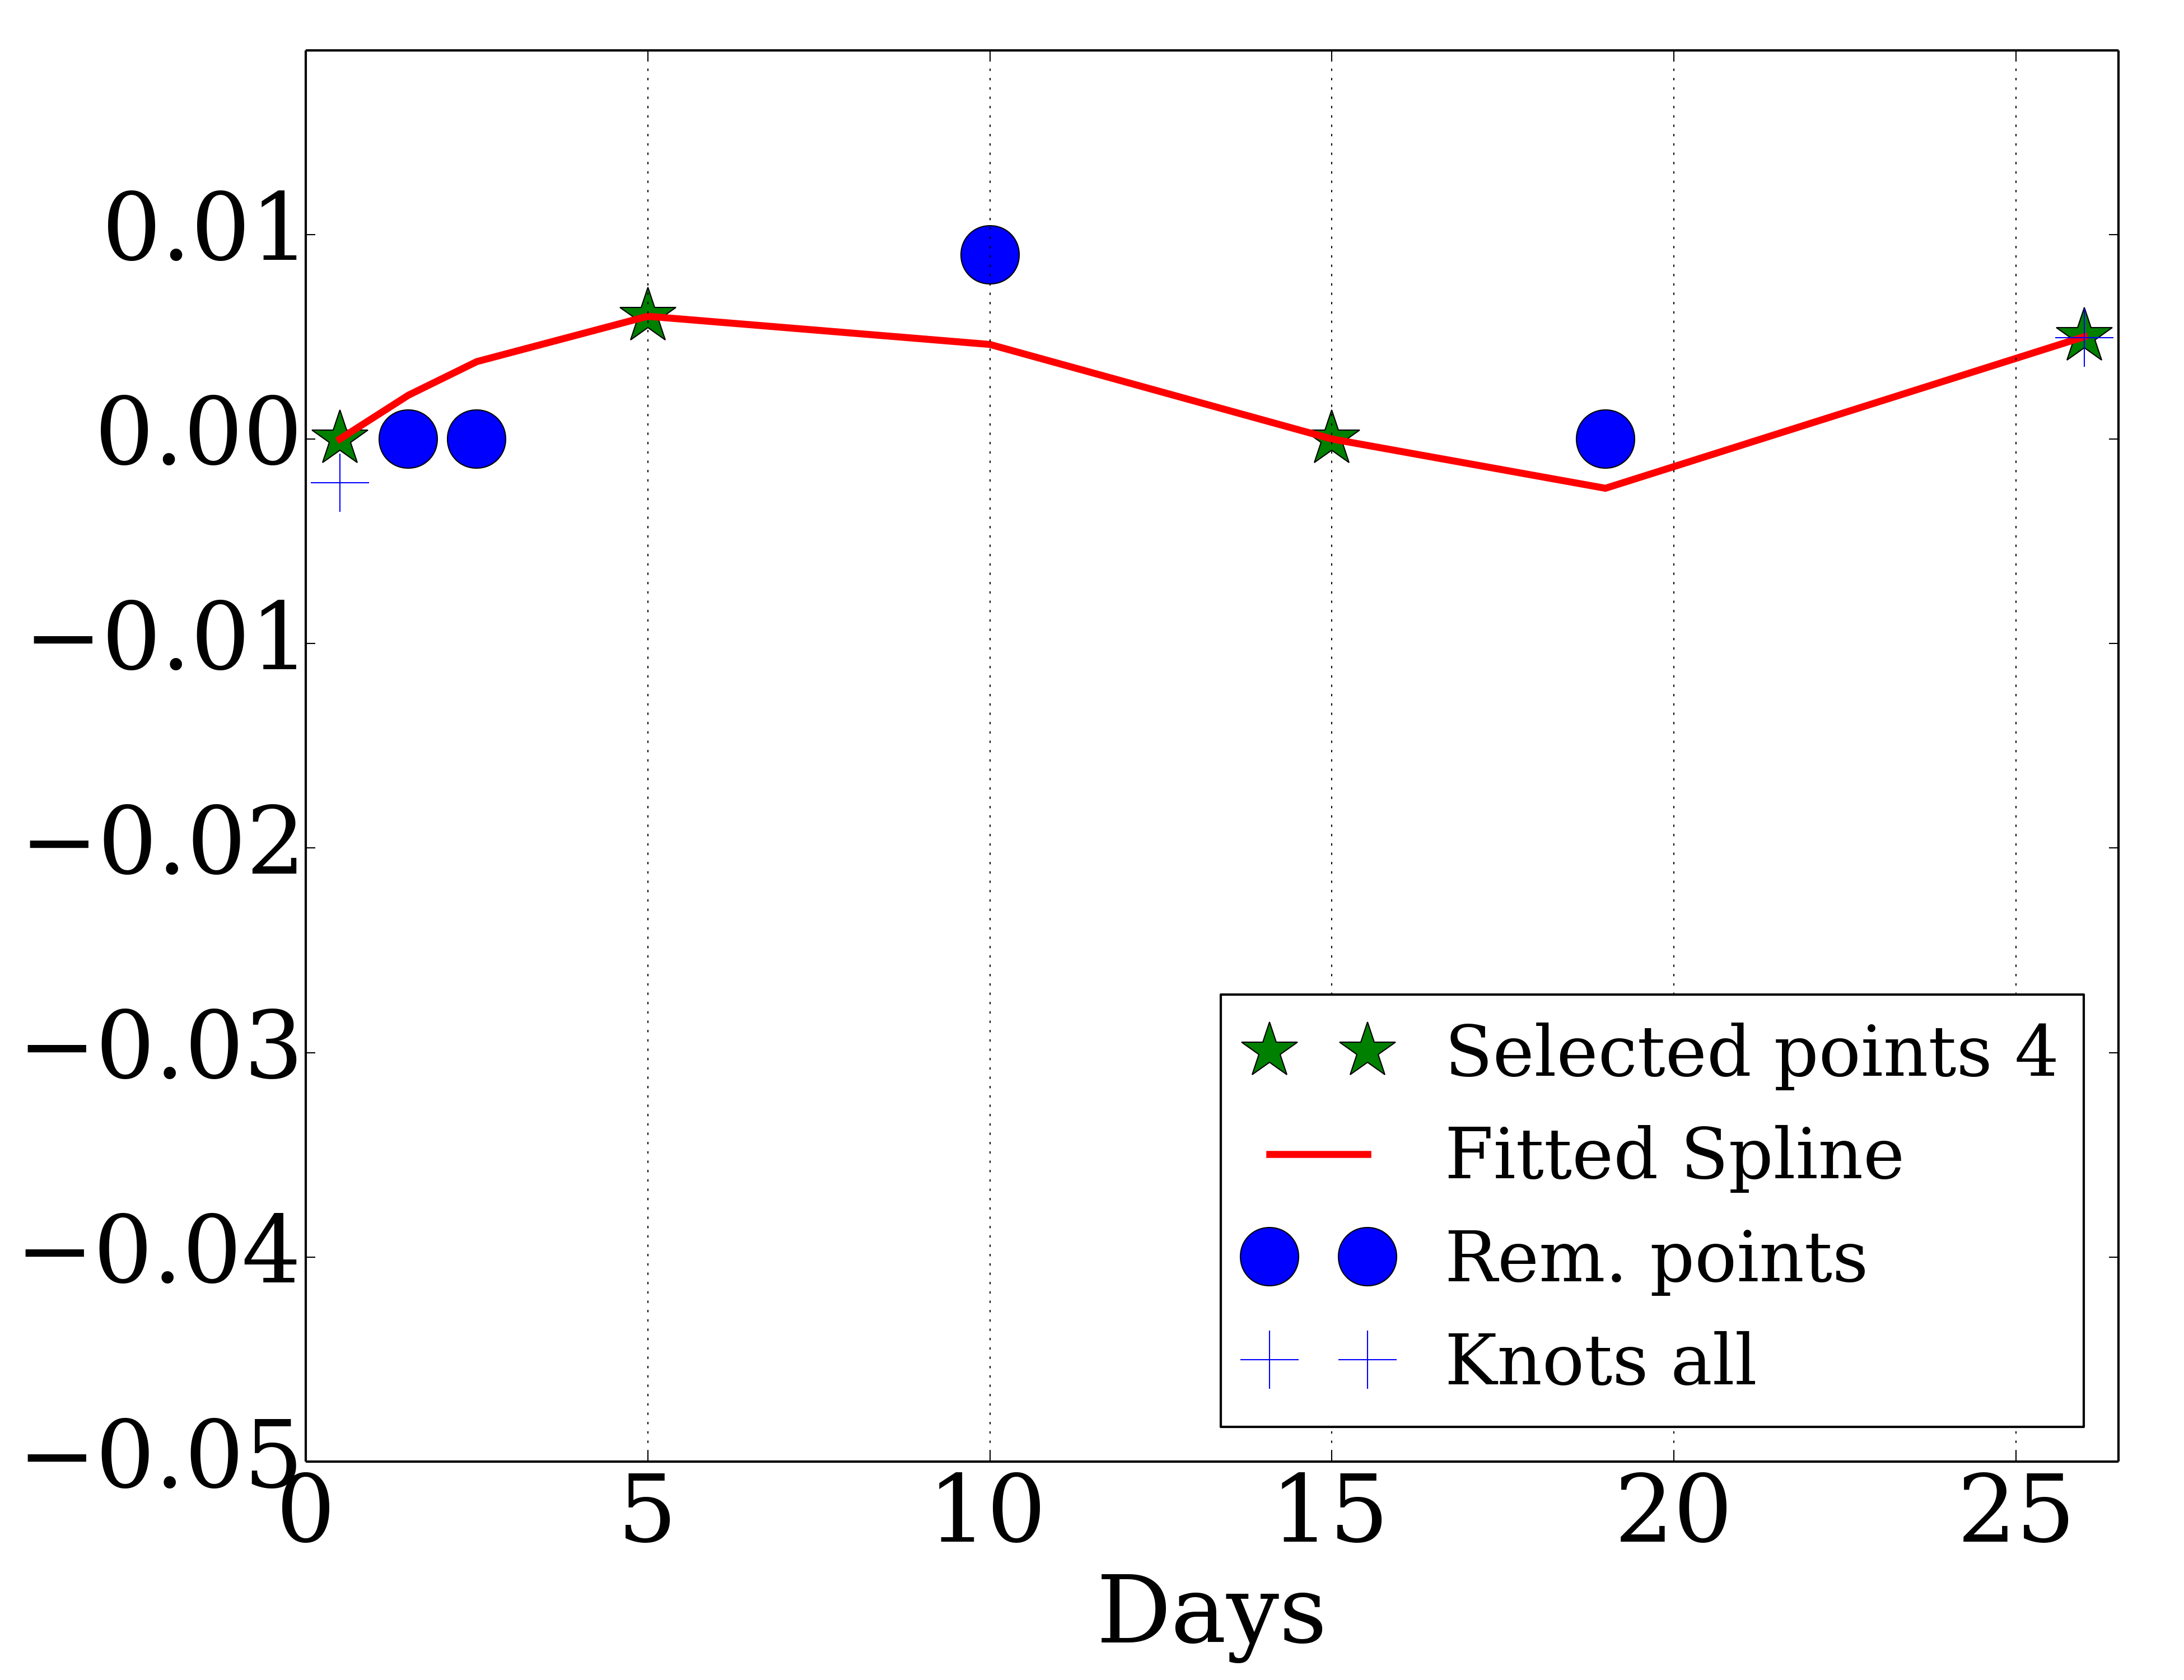 0.01
0.00
−0.01
−0.02
−0.03
−0.04
−0.05
0 5 10 15 20 25
Days
Selected points 4
Fitted Spline
Rem. points
Knots all